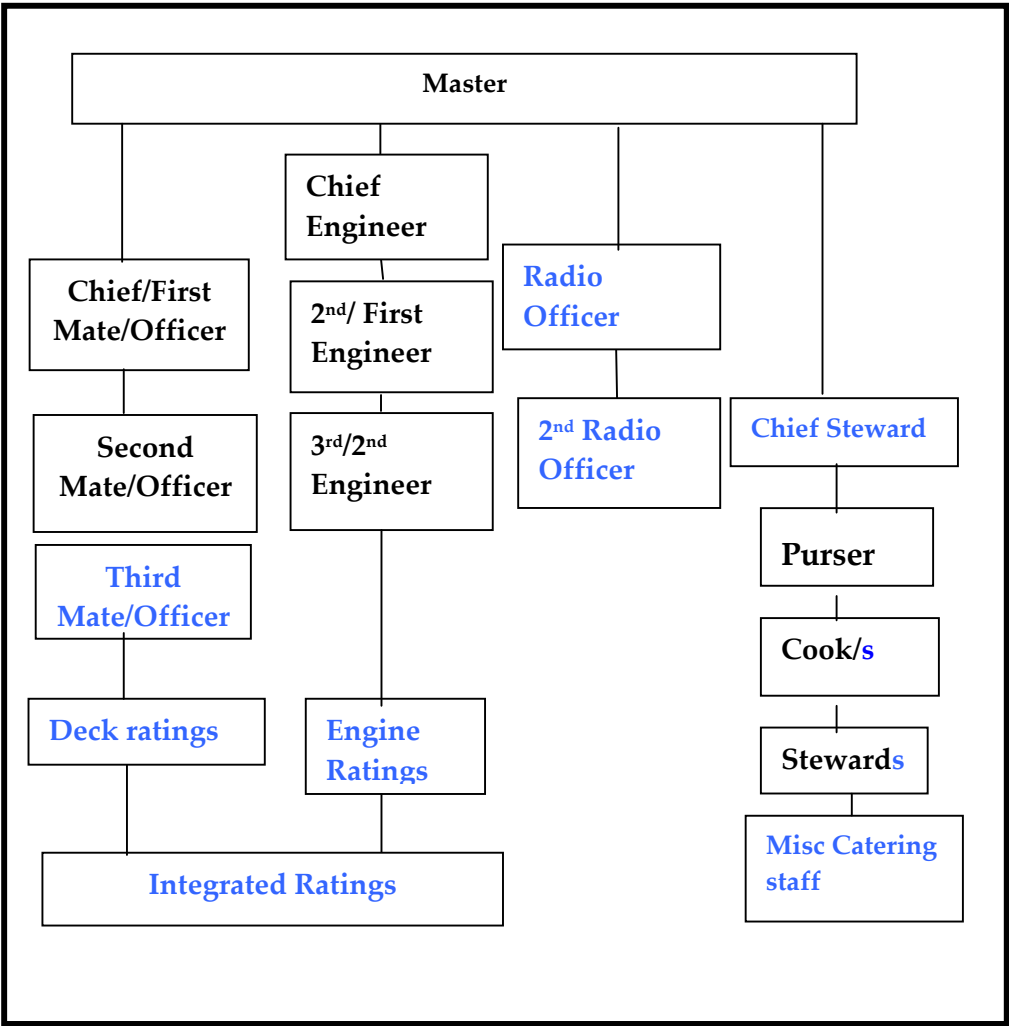 Master
Chief
Engineer
Chief/First
Mate/Officer
2nd/ First
Engineer
Radio
Officer
Second
Mate/Officer
3rd/2nd
Engineer
2nd Radio
Officer
Chief Steward
Purser
Third
Mate/Officer
Cook/s
Deck ratings
Engine
Ratings
Stewards
Misc Catering
staff
Integrated Ratings